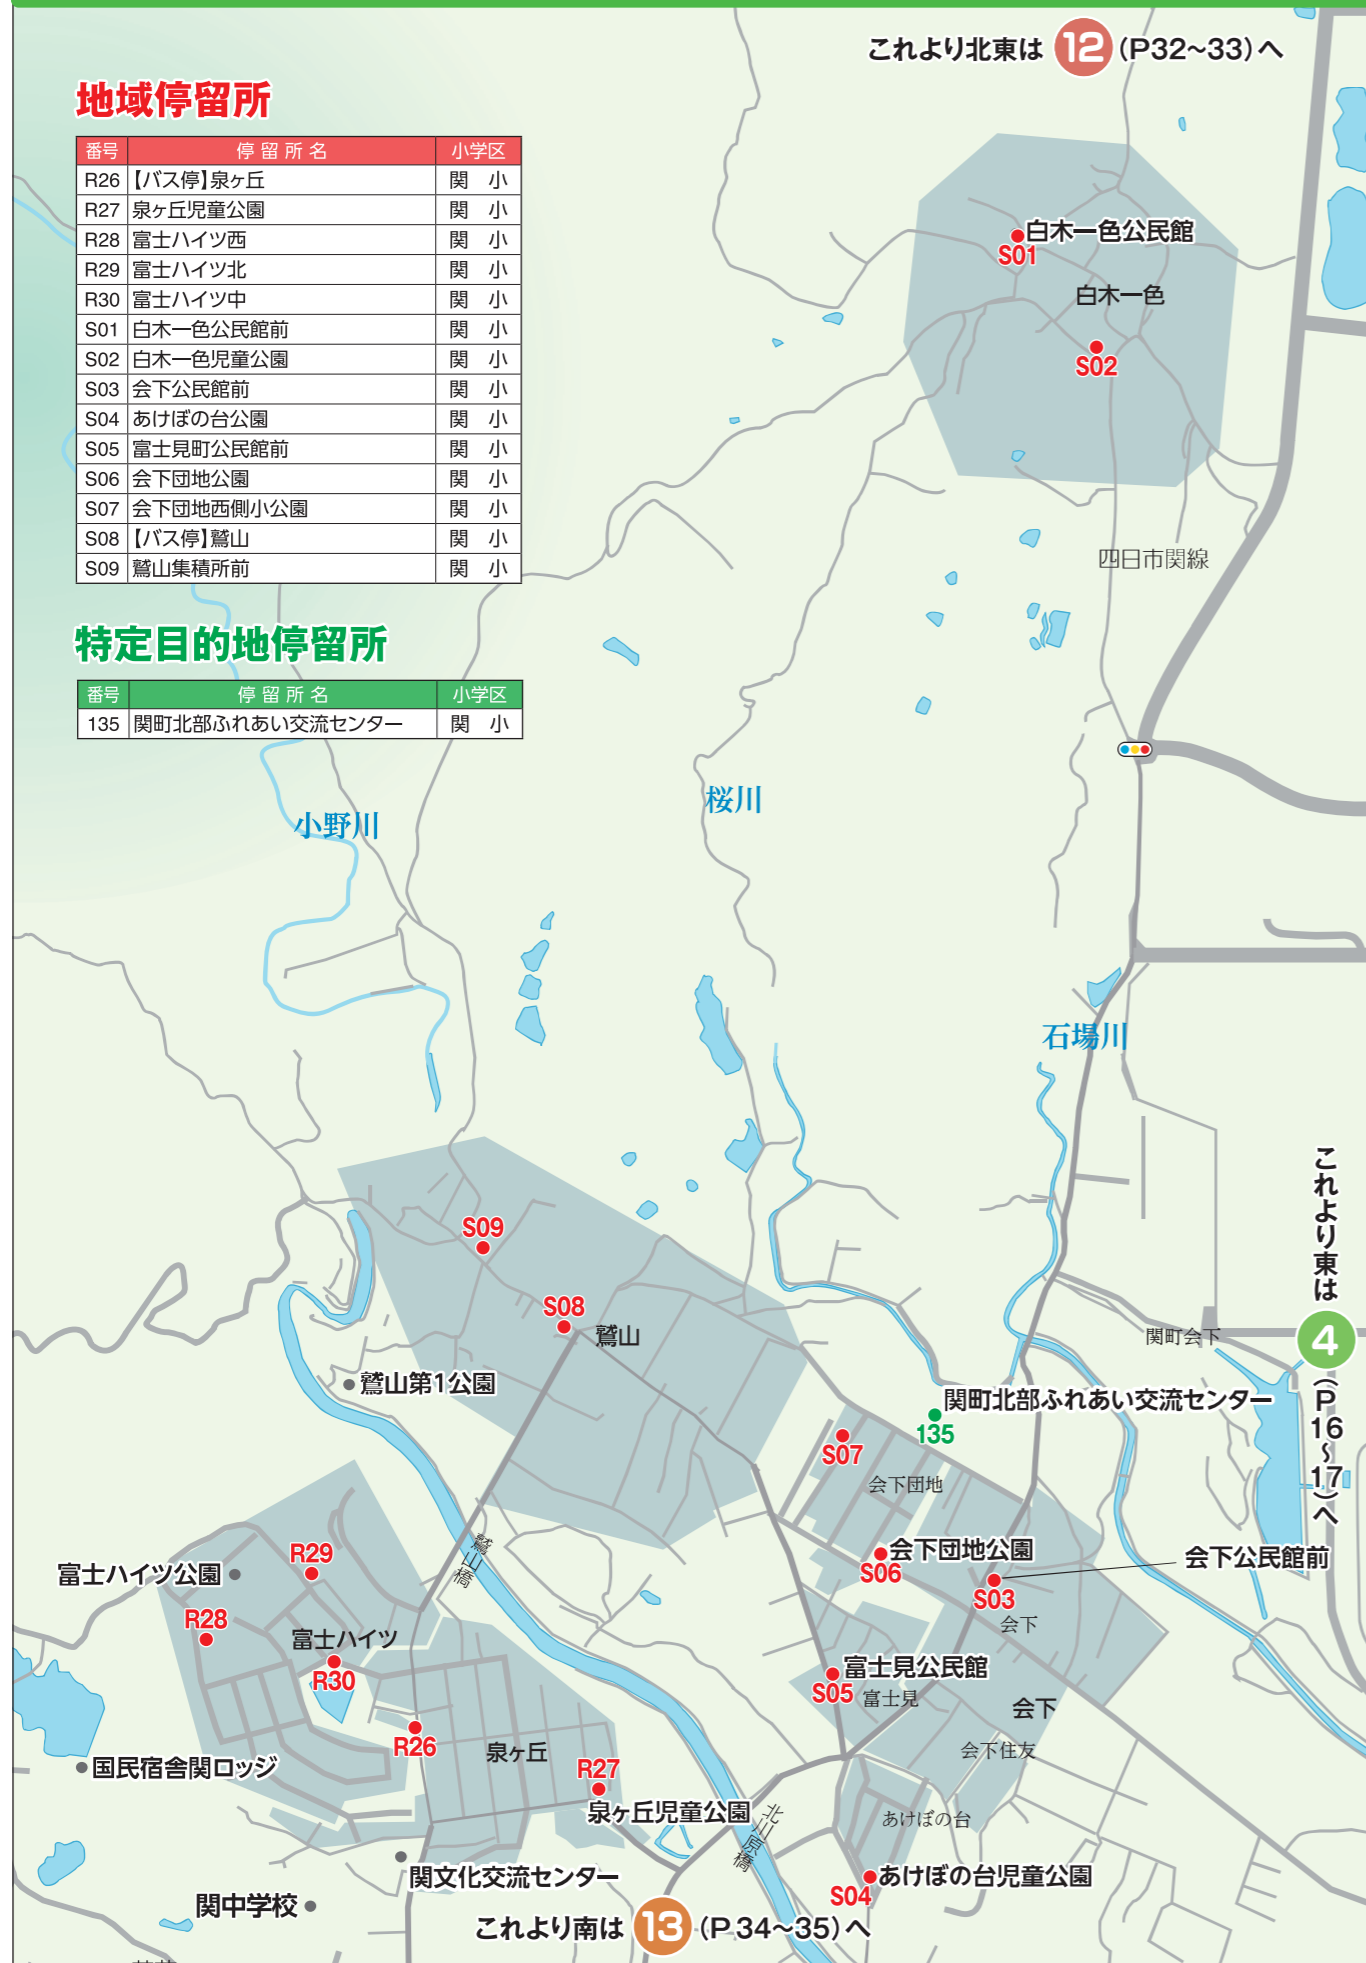 これより北東は 12 (P32~33)へ
地域停留所
番号 停留所名 小学区
R26 【バス停】泉ヶ丘 関 小
R27 泉ヶ丘児童公園 関 小
R28 富士ハイツ西 関 小
R29 富士ハイツ北 関 小
R30 富士ハイツ中 関 小
S01 白木一色公民館前 関 小
S02 白木一色児童公園 関 小
S03 会下公民館前 関 小
S04 あけぼの台公園 関 小
S05 富士見町公民館前 関 小
S06 会下団地公園 関 小
S07 会下団地西側小公園 関 小
S08 【バス停】鷲山 関 小
S09 鷲山集積所前 関 小
特定目的地停留所
番号 停留所名 小学区
135 関町北部ふれあい交流センター 関 小
白木一色公民館
S01
白木一色
S02
四日市関線
小野川
桜川
石場川
これより東は 4 (P16~17)へ
S09
S08
鷲山
関町会下
鷲山第1公園
関町北部ふれあい交流センター
135
S07
会下団地
鷲山橋
会下団地公園
S06
会下公民館前
S03
会下
R29
富士ハイツ公園
R28
富士ハイツ
R30
富士見公民館
S05
富士見
会下
R26
泉ヶ丘
会下住友
国民宿舎関ロッジ
R27
泉ヶ丘児童公園
北川原橋
あけぼの台
関文化交流センター
あけぼの台児童公園
S04
関中学校
これより南は 13 (P.34~35)へ